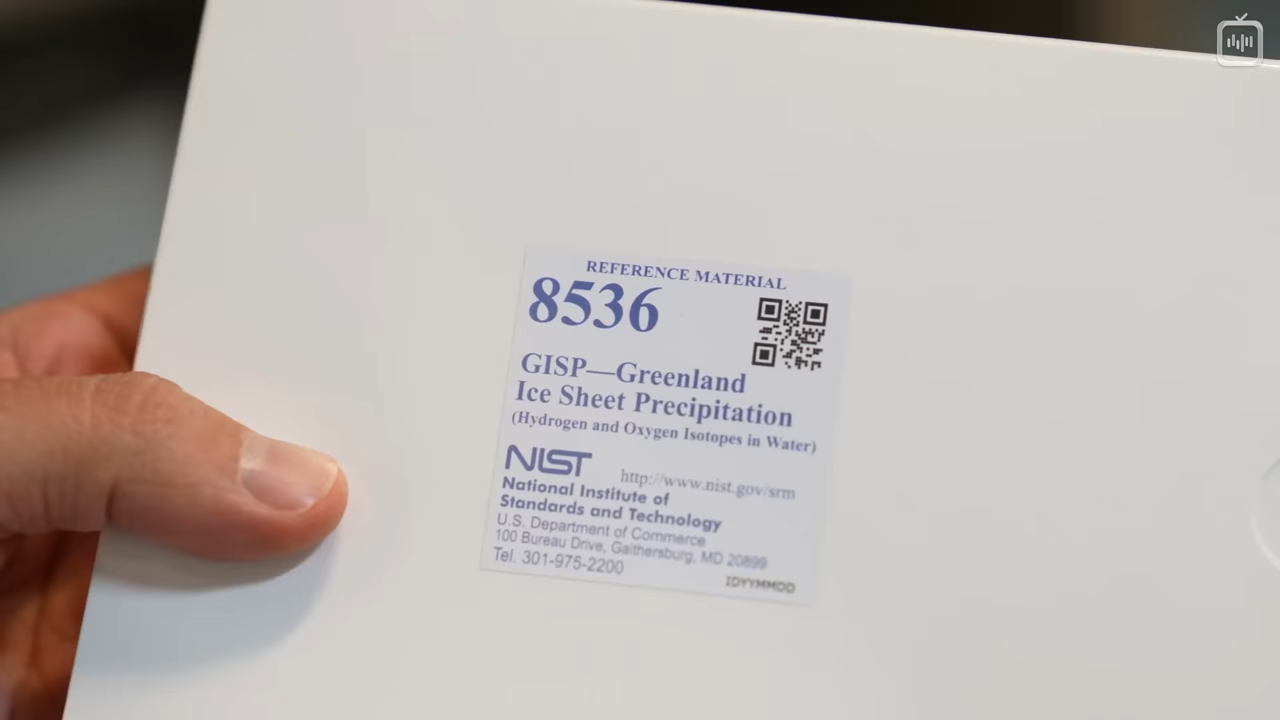 REFERENCE MATERIAL
8536
GISP—Greenland
Ice Sheet Precipitation
(Hydrogen and Oxygen Isotopes in Water)
NIST
http://www.nist.gov/srm
National Institute of
Standards and Technology
U.S. Department of Commerce
100 Bureau Drive, Gaithersburg, MD 20899
Tel. 301-975-2200
IDYYMMDD